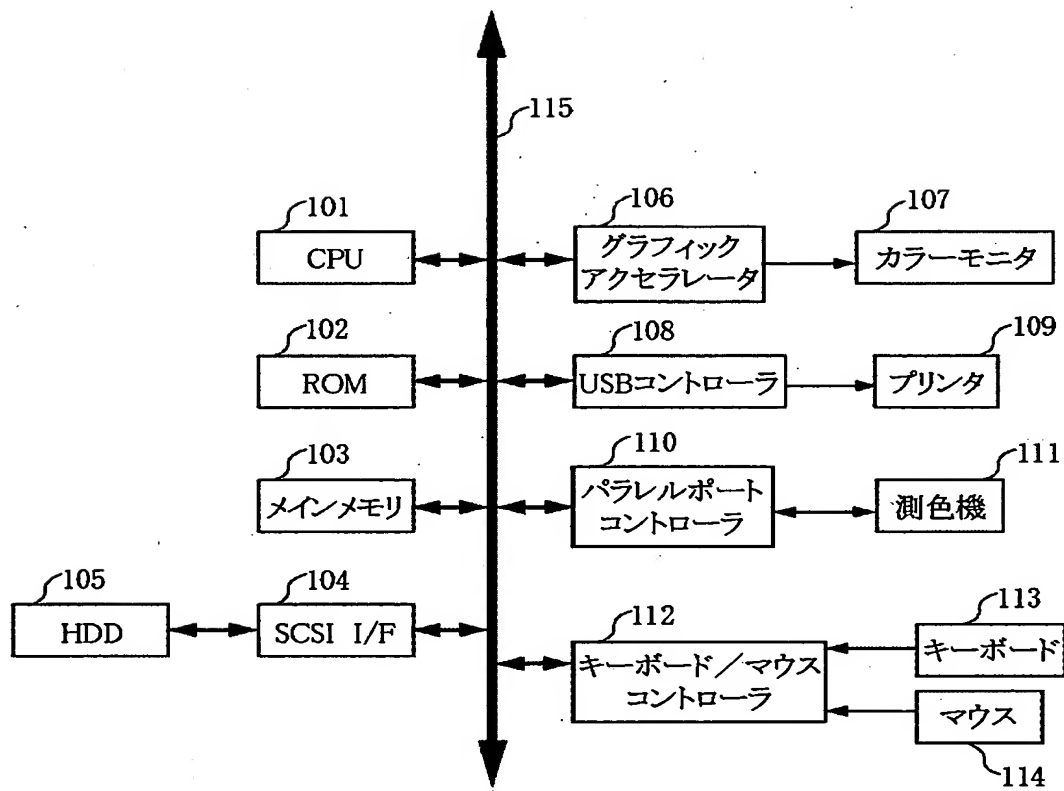 115
101
CPU
106
グラフィック
アクセラレータ
107
カラーモニタ
102
ROM
108
USBコントローラ
109
プリンタ
103
メインメモリ
110
パラレルポート
コントローラ
111
測色機
105
HDD
104
SCSI I/F
112
キーボード／マウス
コントローラ
113
キーボード
マウス
114